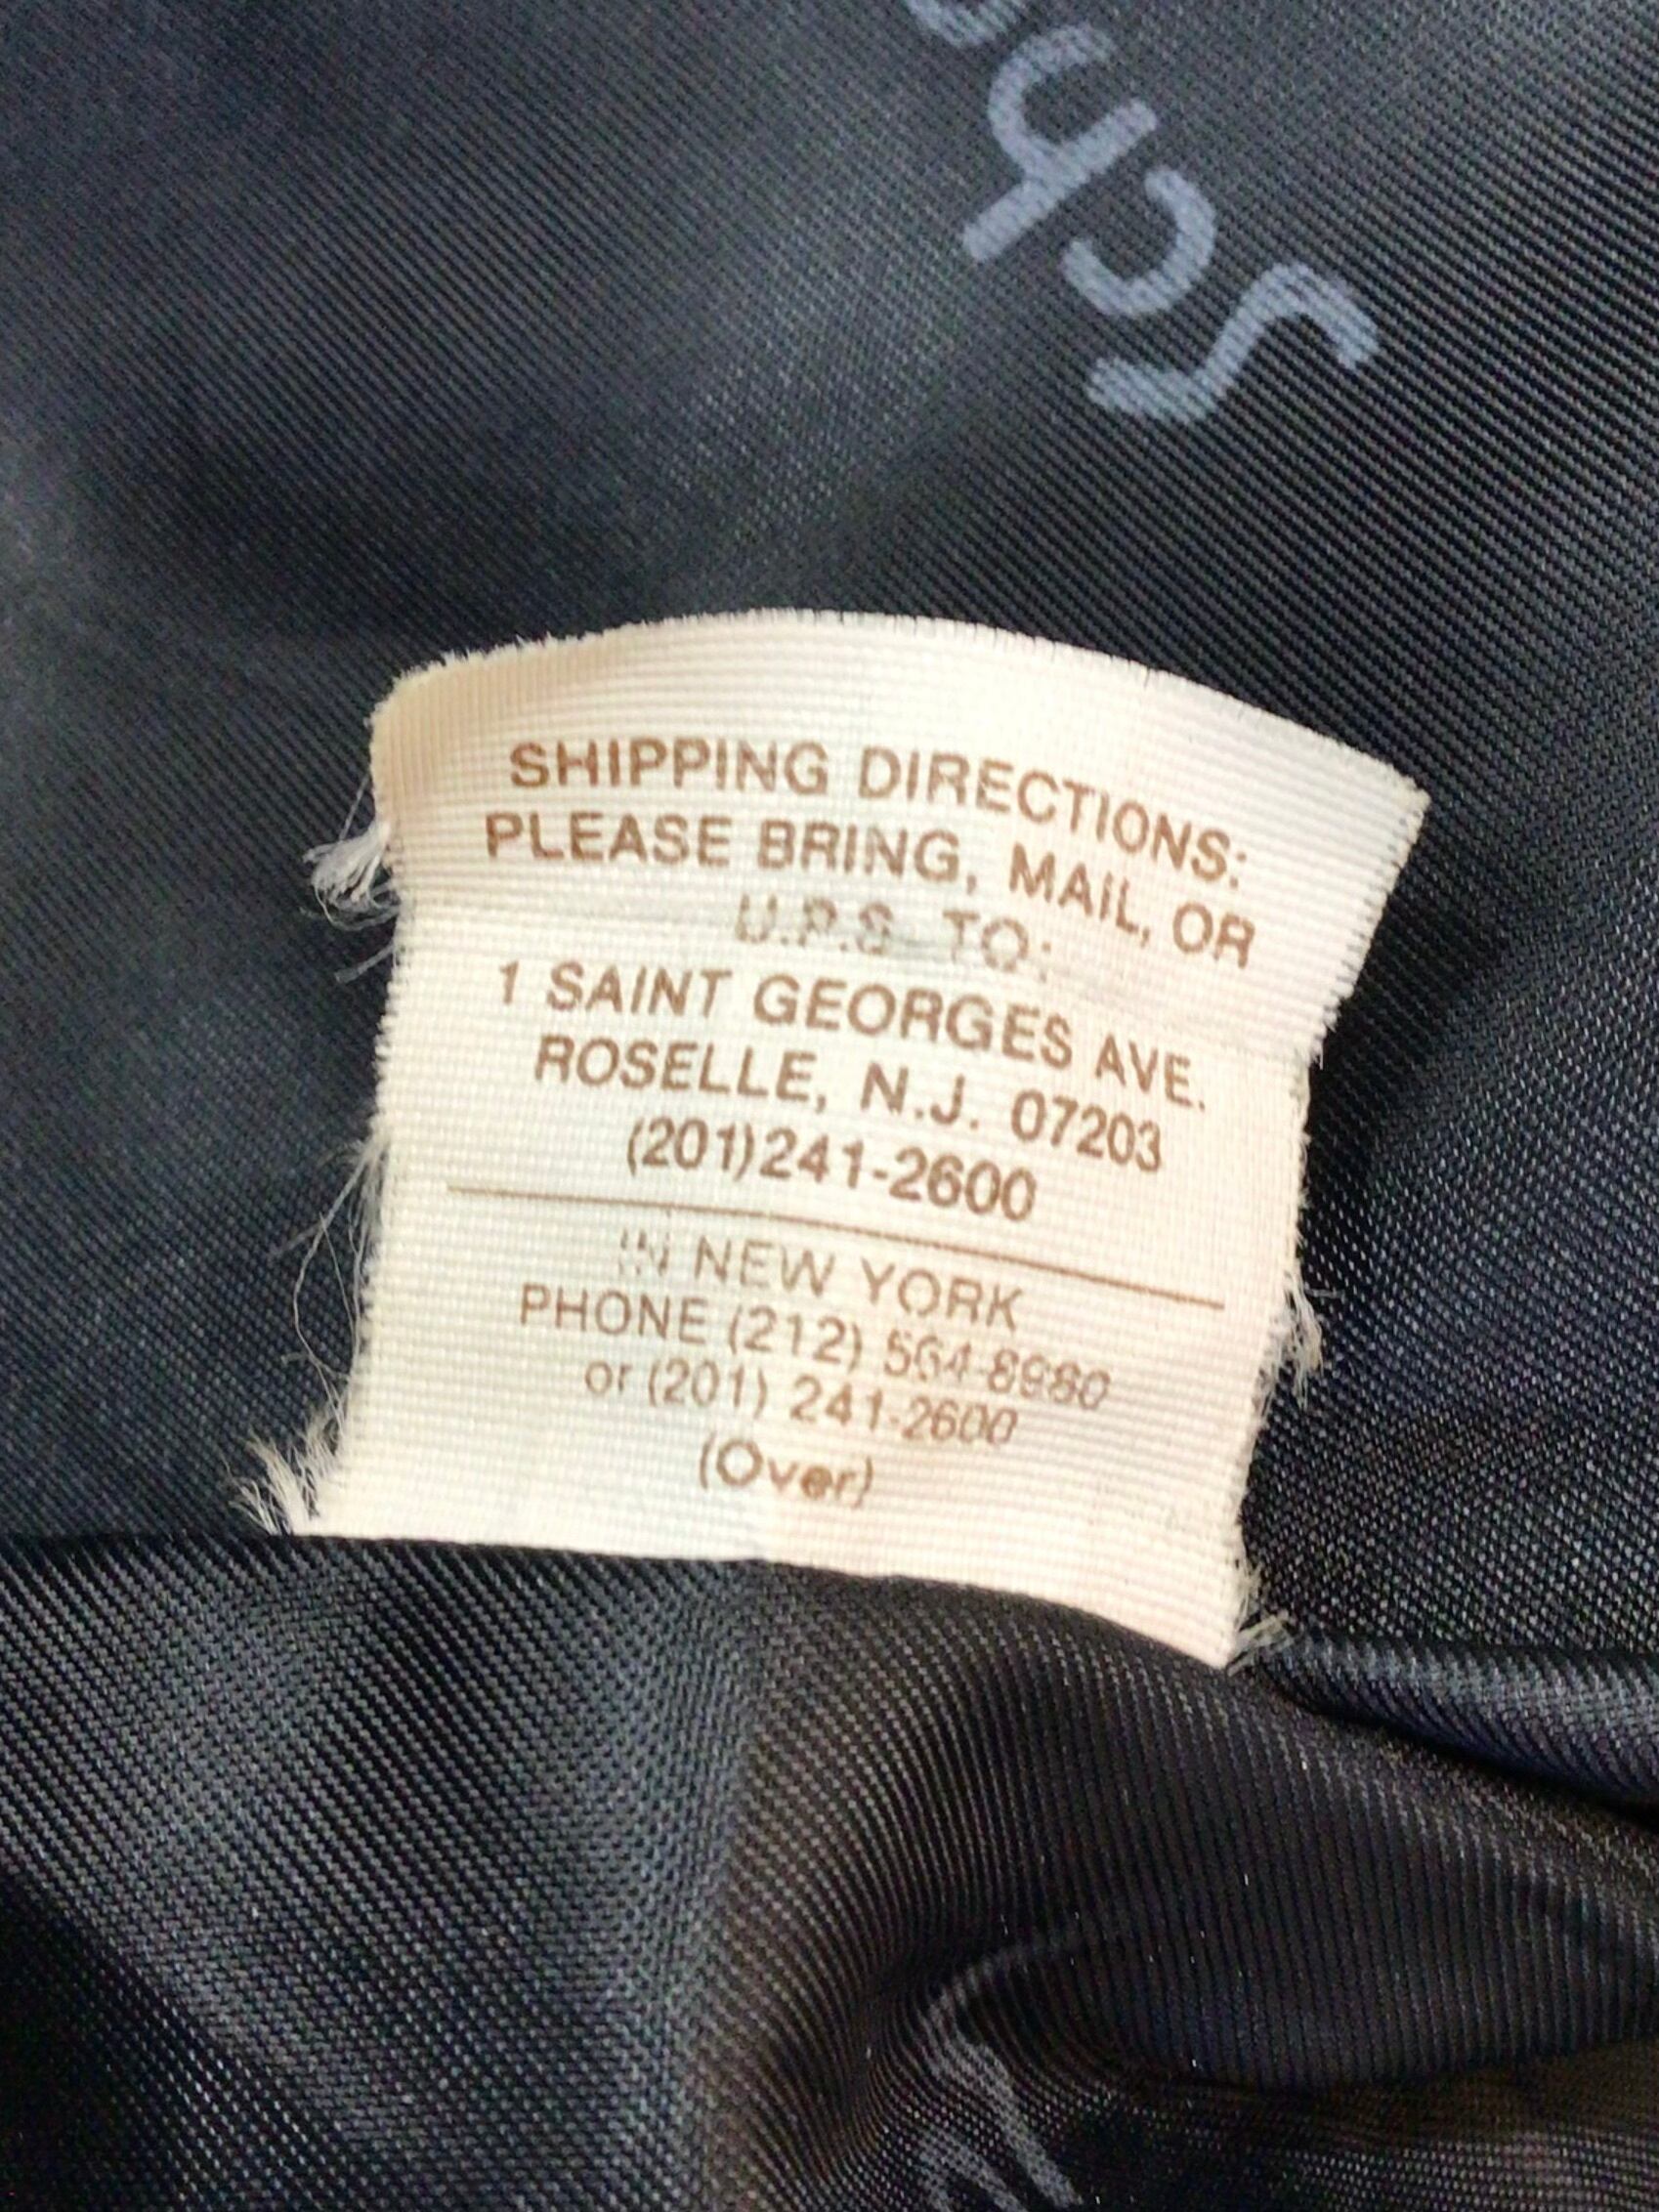 scho
SHIPPING DIRECTIONS:
PLEASE BRING, MAIL, OR
U.P.S. TO:
1 SAINT GEORGES AVE.
ROSELLE, N.J. 07203
(201)241-2600
IN NEW YORK
PHONE (212) 564-8980
or (201) 241-2600
(Over)